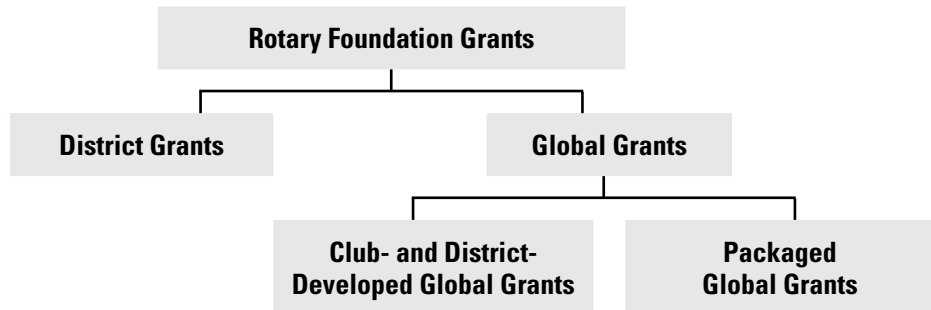 Rotary Foundation Grants
District Grants
Global Grants
Club- and District-
Developed Global Grants
Packaged
Global Grants